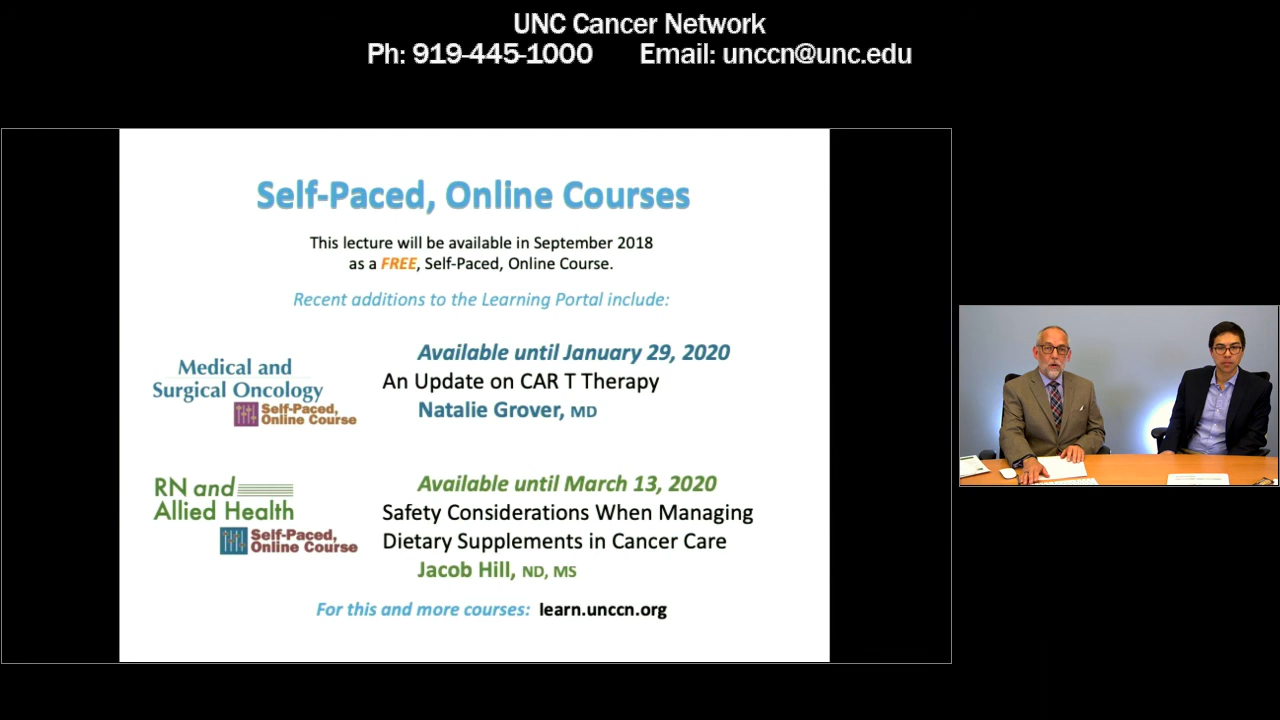 UNC Cancer Network
Ph: 919-445-1000 Email: unccn@unc.edu
Self-Paced, Online Courses
This lecture will be available in September 2018
as a FREE, Self-Paced, Online Course.
Recent additions to the Learning Portal include:
Medical and
Surgical Oncology
Self-Paced,
Online Course
Available until January 29, 2020
An Update on CAR T Therapy
Natalie Grover, MD
RN and
Allied Health
Self-Paced,
Online Course
Available until March 13, 2020
Safety Considerations When Managing
Dietary Supplements in Cancer Care
Jacob Hill, ND, MS
For this and more courses: learn.unccn.org